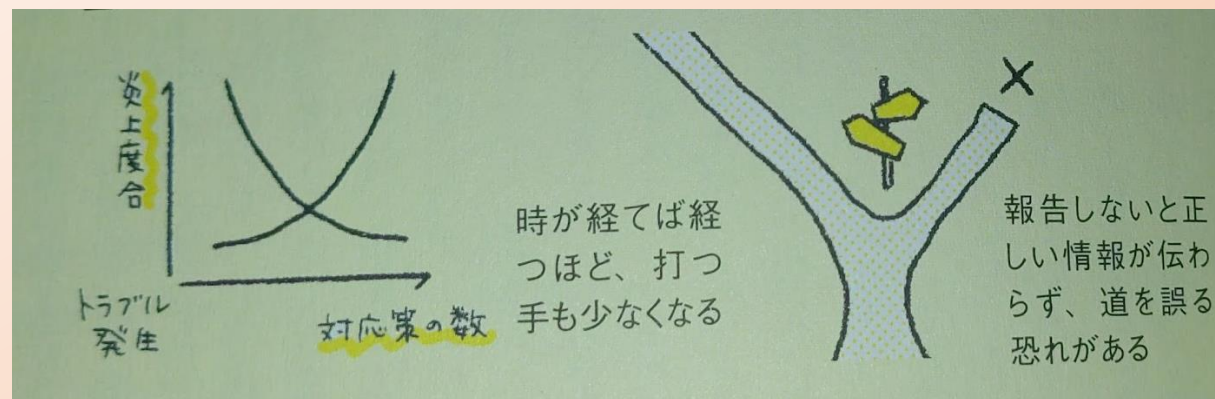 炎上度合
トラブル
発生
対応策の数
時が経てば経
つほど、打つ
手も少なくなる
報告しないと正
しい情報が伝わ
らず、道を誤る
恐れがある